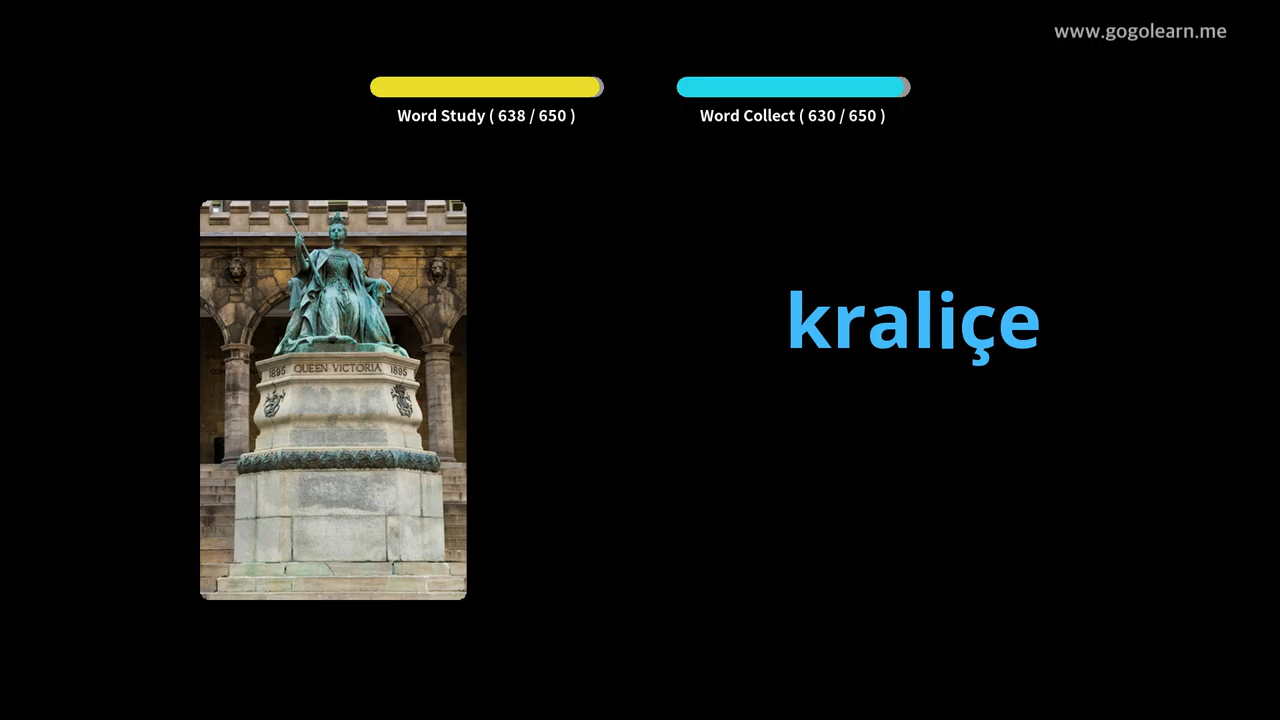 www.gogolearn.me
Word Study ( 638 / 650 )
Word Collect ( 630 / 650 )
kraliçe
1895 QUEEN VICTORIA 1895